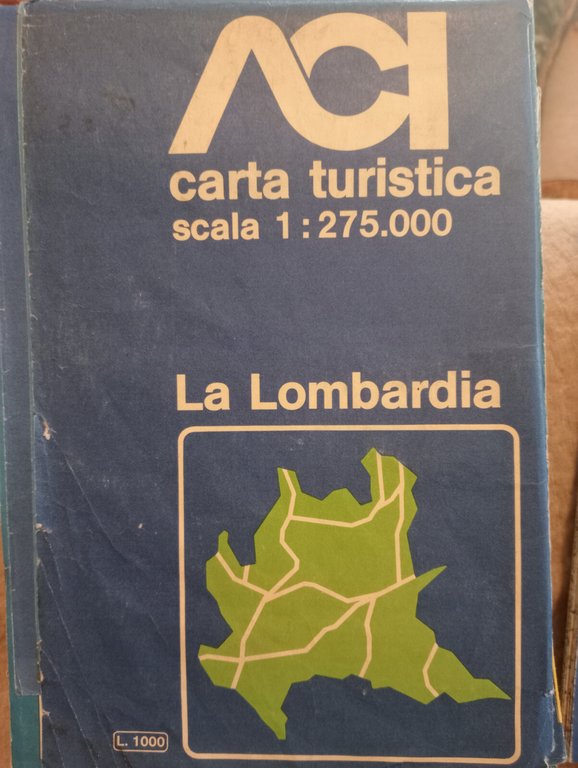 ACI
carta turistica
scala 1:275.000
La Lombardia
L. 1000